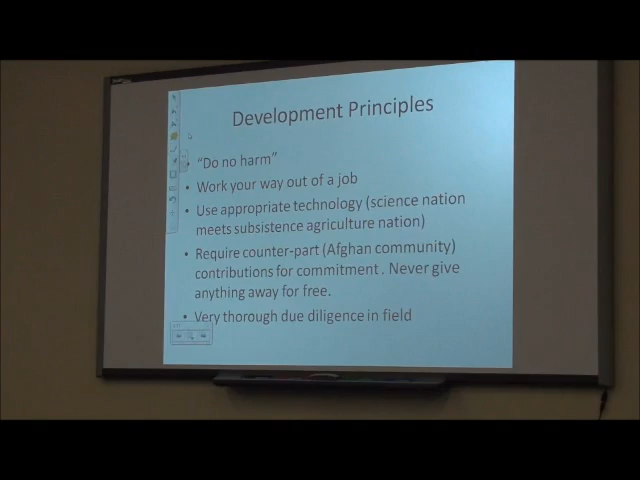 Development Principles
• "Do no harm"
• Work your way out of a job
• Use appropriate technology (science nation
meets subsistence agriculture nation)
• Require counter-part (Afghan community)
contributions for commitment . Never give
anything away for free.
• Very thorough due diligence in field